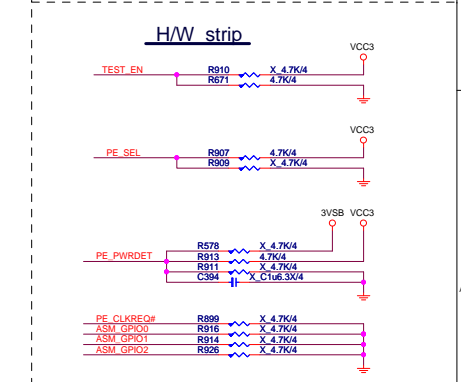 H/W strip
VCC3
TEST_EN R910 X_4.7K/4
R671 4.7K/4
VCC3
PE_SEL R907 4.7K/4
R909 X_4.7K/4
3VSB VCC3
R578 X_4.7K/4
PE_PWRDET R913 4.7K/4
R911 X_4.7K/4
C394 X_C1u6.3X/4
PE_CLKREQ# R899 X_4.7K/4
ASM_GPIO0 R916 X_4.7K/4
ASM_GPIO1 R914 X_4.7K/4
ASM_GPIO2 R926 X_4.7K/4